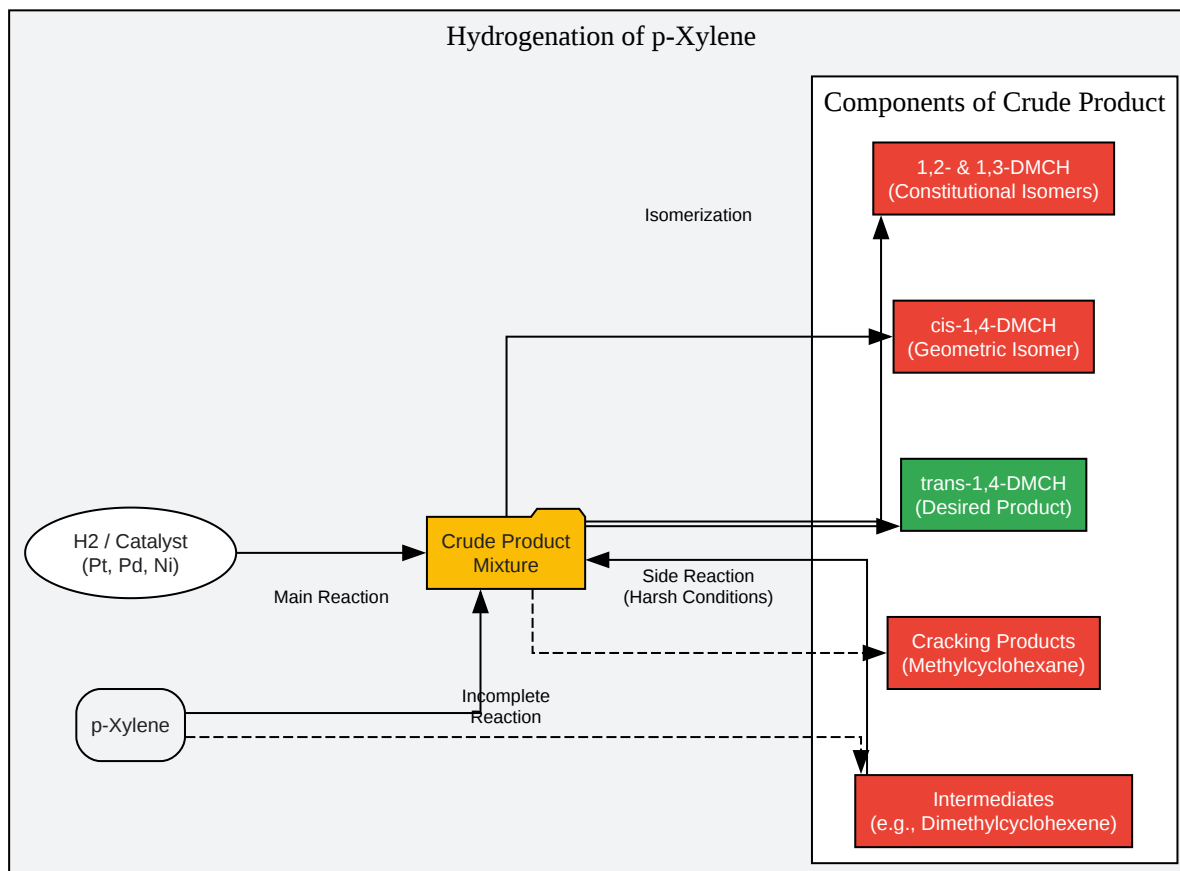 Hydrogenation of p-Xylene
Components of Crude Product
1,2- & 1,3-DMCH
(Constitutional Isomers)
Isomerization
cis-1,4-DMCH
(Geometric Isomer)
trans-1,4-DMCH
(Desired Product)
H2 / Catalyst
(Pt, Pd, Ni)
Crude Product
Mixture
Main Reaction
Side Reaction
(Harsh Conditions)
Cracking Products
(Methylcyclohexane)
p-Xylene
Incomplete
Reaction
Intermediates
(e.g., Dimethylcyclohexene)